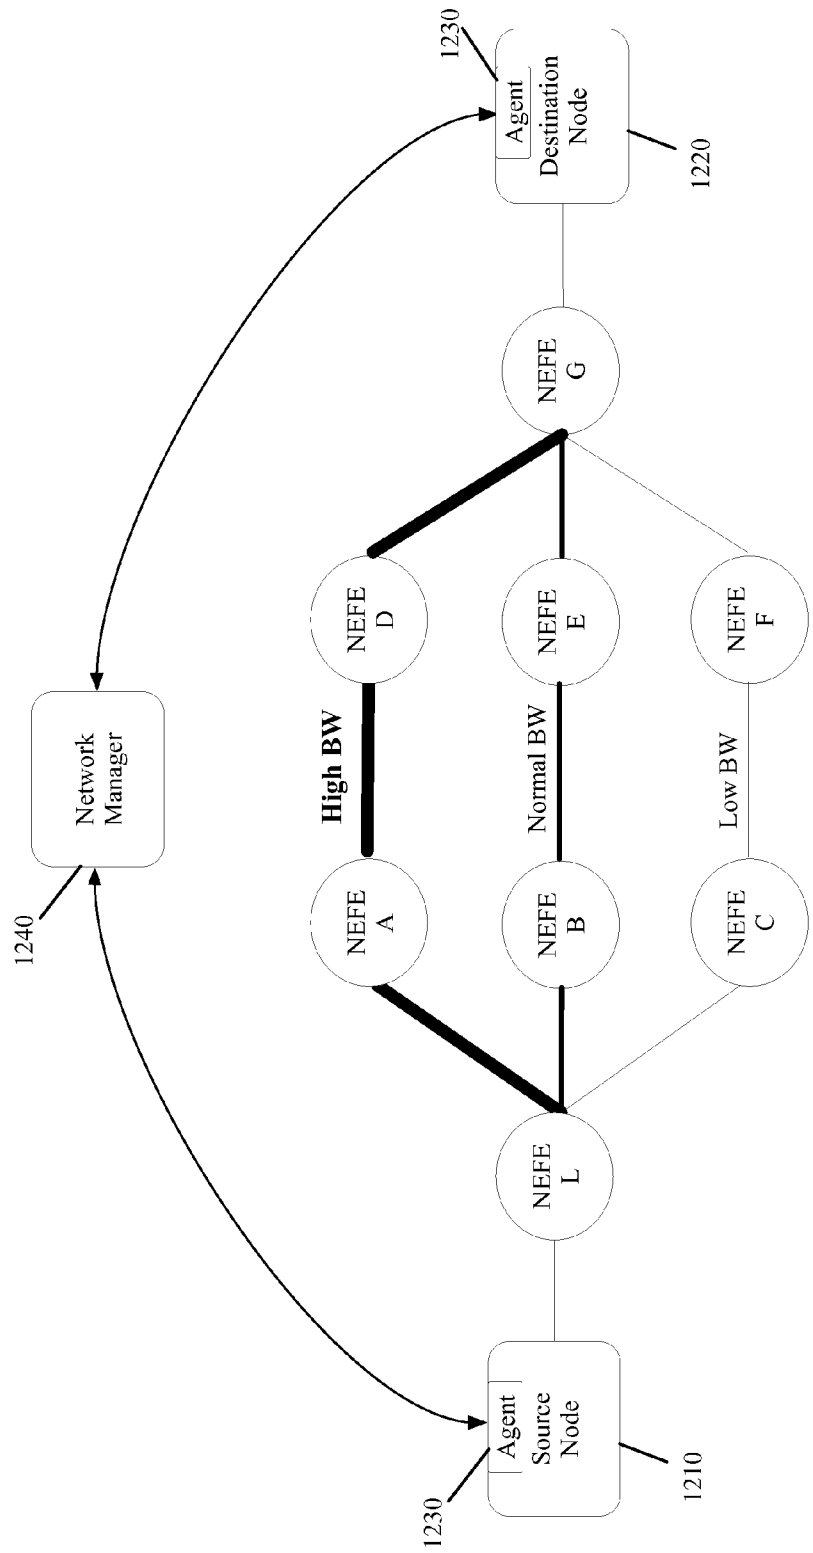 1240
Network
Manager
1230
Agent
Source
Node
1210
NEFE
L
NEFE
A
High BW
NEFE
D
NEFE
B
Normal BW
NEFE
E
NEFE
C
Low BW
NEFE
F
NEFE
G
1230
Agent
Destination
Node
1220